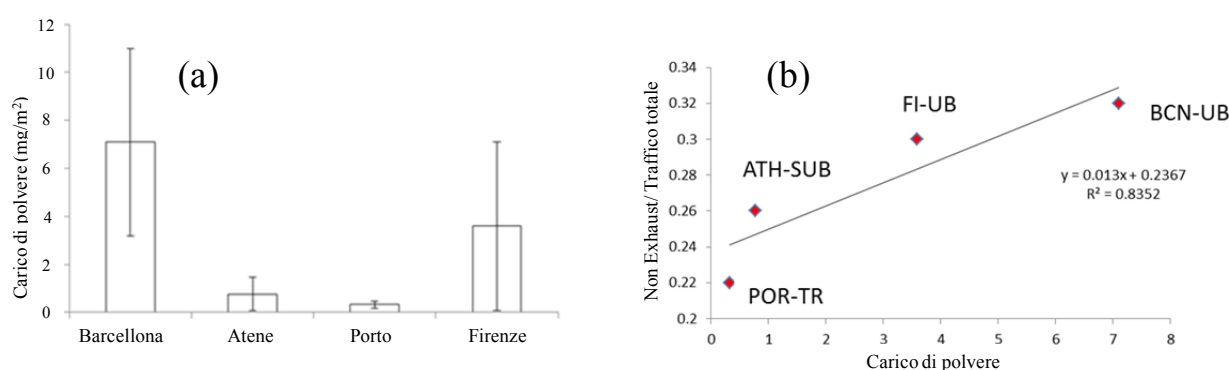 (a)
Carico di polvere (mg/m²)
12
10
8
6
4
2
0
Barcellona Atene Porto Firenze
(b)
Non Exhaust/ Traffico totale
0.34
0.32
0.3
0.28
0.26
0.24
0.22
0.2
FI-UB
BCN-UB
ATH-SUB
y = 0.013x + 0.2367
R² = 0.8352
POR-TR
0 1 2 3 4 5 6 7 8
Carico di polvere